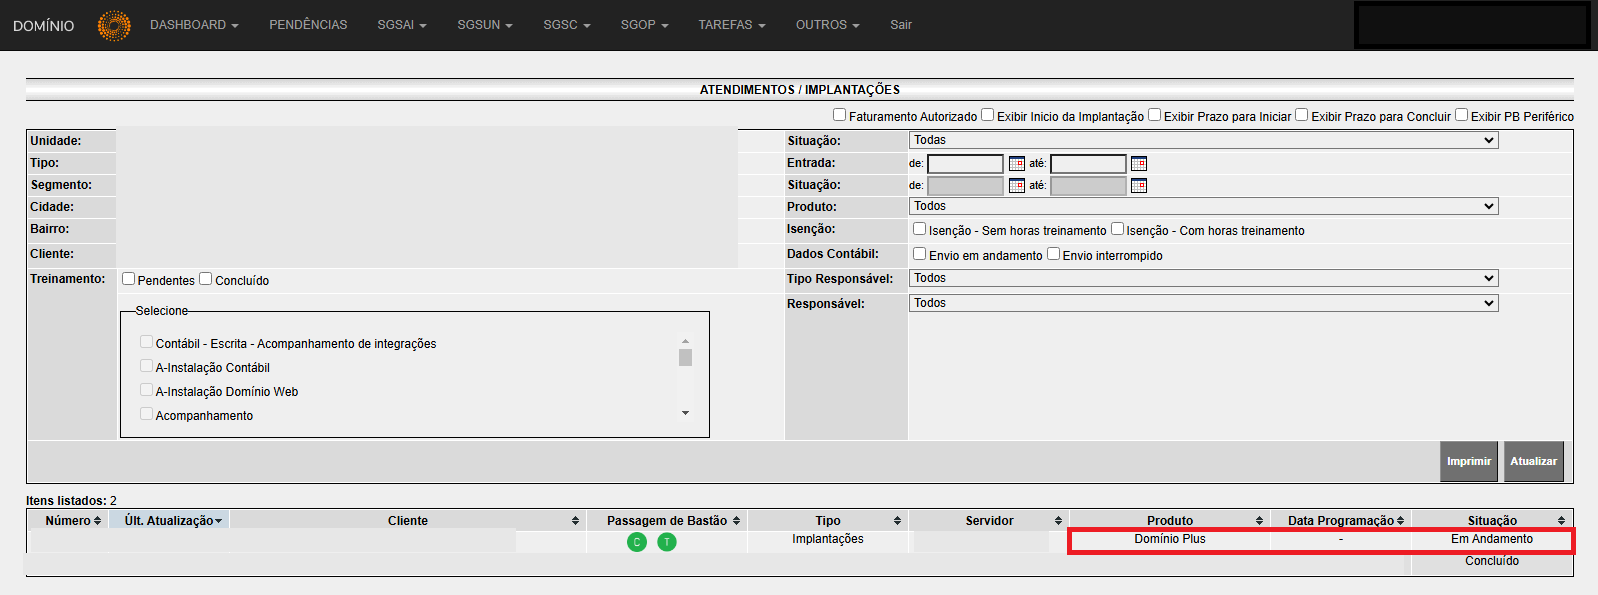 DOMÍNIO DASHBOARD PENDÊNCIAS SGSAI SGSUN SGSC SGOP TAREFAS OUTROS Sair
ATENDIMENTOS / IMPLANTAÇÕES
Faturamento Autorizado Exibir Inicio da Implantação Exibir Prazo para Iniciar Exibir Prazo para Concluir Exibir PB Periférico
Unidade: Situação: Todas
Tipo: Entrada: de: até:
Segmento: Situação: de: até:
Cidade: Produto: Todos
Bairro: Isenção: Isenção - Sem horas treinamento Isenção - Com horas treinamento
Cliente: Dados Contábil: Envio em andamento Envio interrompido
Treinamento: Pendentes Concluído Tipo Responsável: Todos
Responsável: Todos
Selecione
Contábil - Escrita - Acompanhamento de integrações
A-Instalação Contábil
A-Instalação Domínio Web
Acompanhamento
Imprimir Atualizar
Itens listados: 2
Número Últ. Atualização Cliente Passagem de Bastão Tipo Servidor Produto Data Programação Situação
C T Implantações Domínio Plus - Em Andamento
Concluído